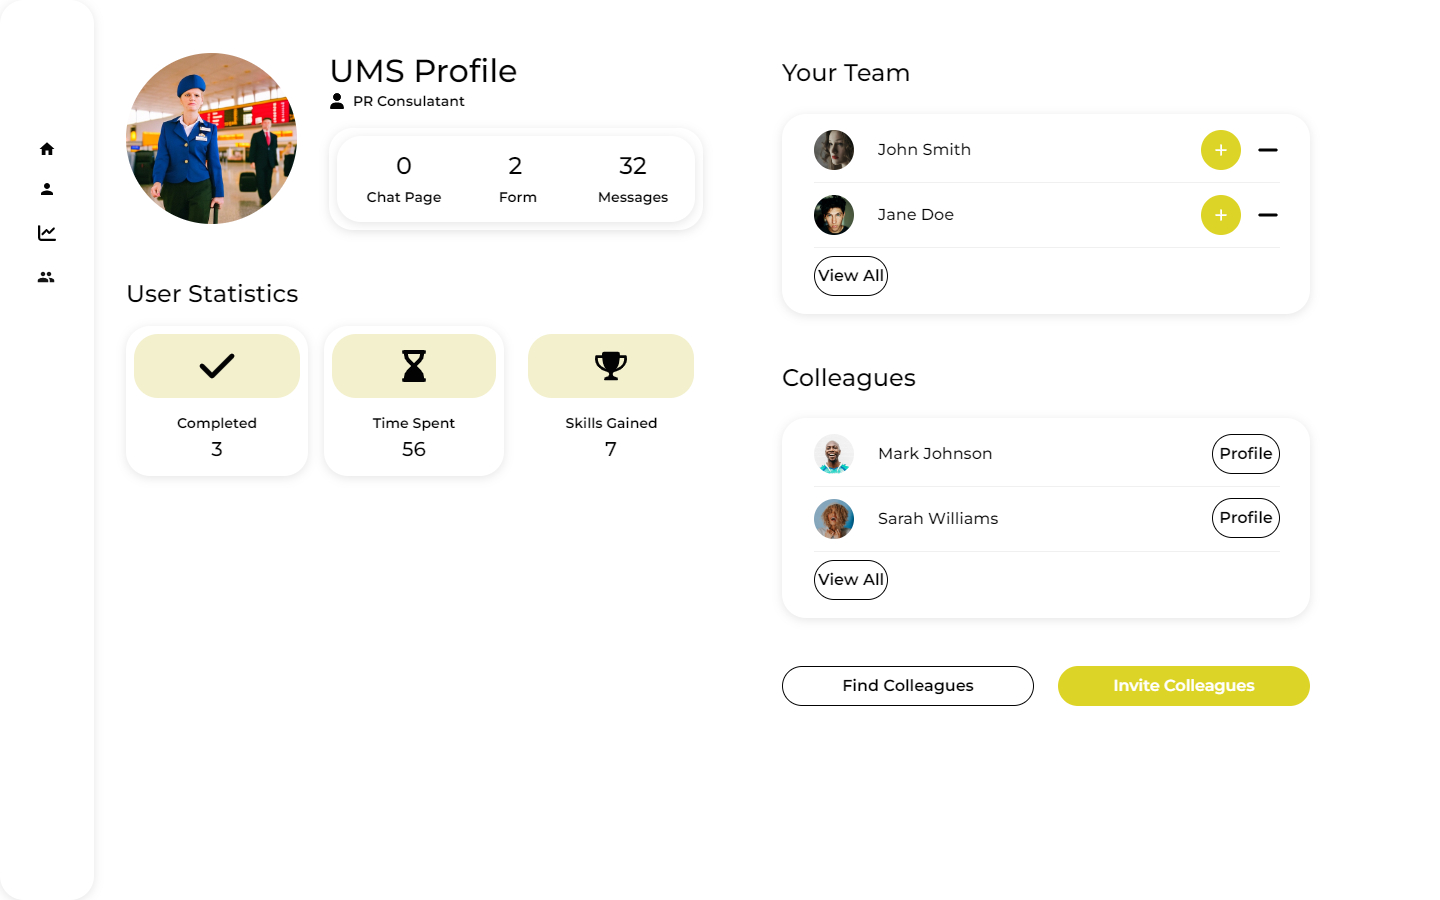 UMS Profile
PR Consulatant
0
Chat Page
2
Form
32
Messages
User Statistics
Completed
3
Time Spent
56
Skills Gained
7
Your Team
John Smith
Jane Doe
View All
Colleagues
Mark Johnson
Profile
Sarah Williams
Profile
View All
Find Colleagues
Invite Colleagues